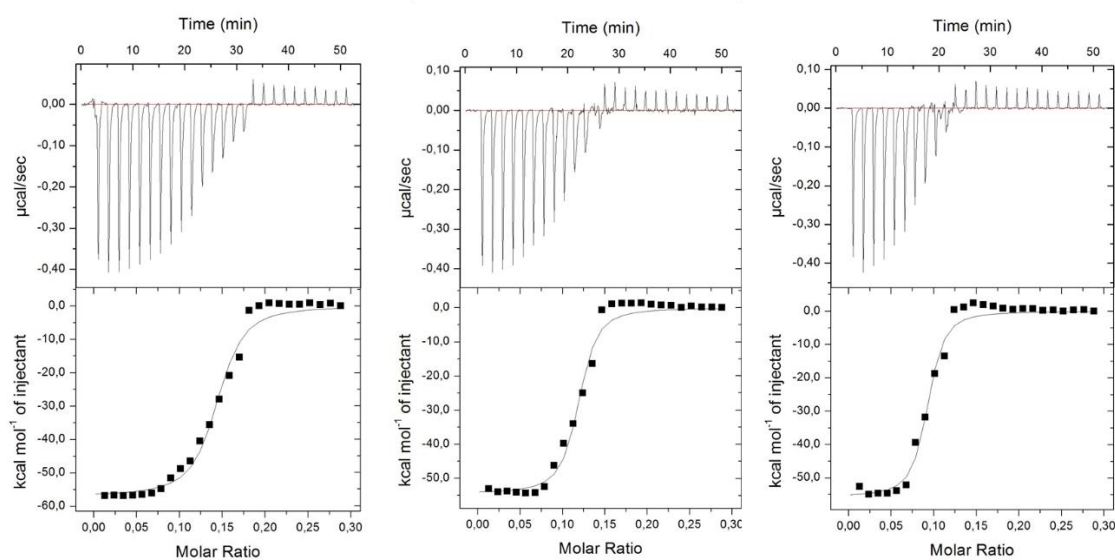 Time (min)
0 10 20 30 40 50
0,00
-0,10
-0,20
-0,30
-0,40
µcal/sec
0,0
-10,0
-20,0
-30,0
-40,0
-50,0
-60,0
kcal mol⁻¹ of injectant
0,00 0,05 0,10 0,15 0,20 0,25 0,30
Molar Ratio
Time (min)
0 10 20 30 40 50
0,10
0,00
-0,10
-0,20
-0,30
-0,40
µcal/sec
0,0
-10,0
-20,0
-30,0
-40,0
-50,0
kcal mol⁻¹ of injectant
0,00 0,05 0,10 0,15 0,20 0,25 0,30
Molar Ratio
Time (min)
0 10 20 30 40 50
0,10
0,00
-0,10
-0,20
-0,30
-0,40
µcal/sec
0,0
-10,0
-20,0
-30,0
-40,0
-50,0
kcal mol⁻¹ of injectant
0,00 0,05 0,10 0,15 0,20 0,25 0,30
Molar Ratio